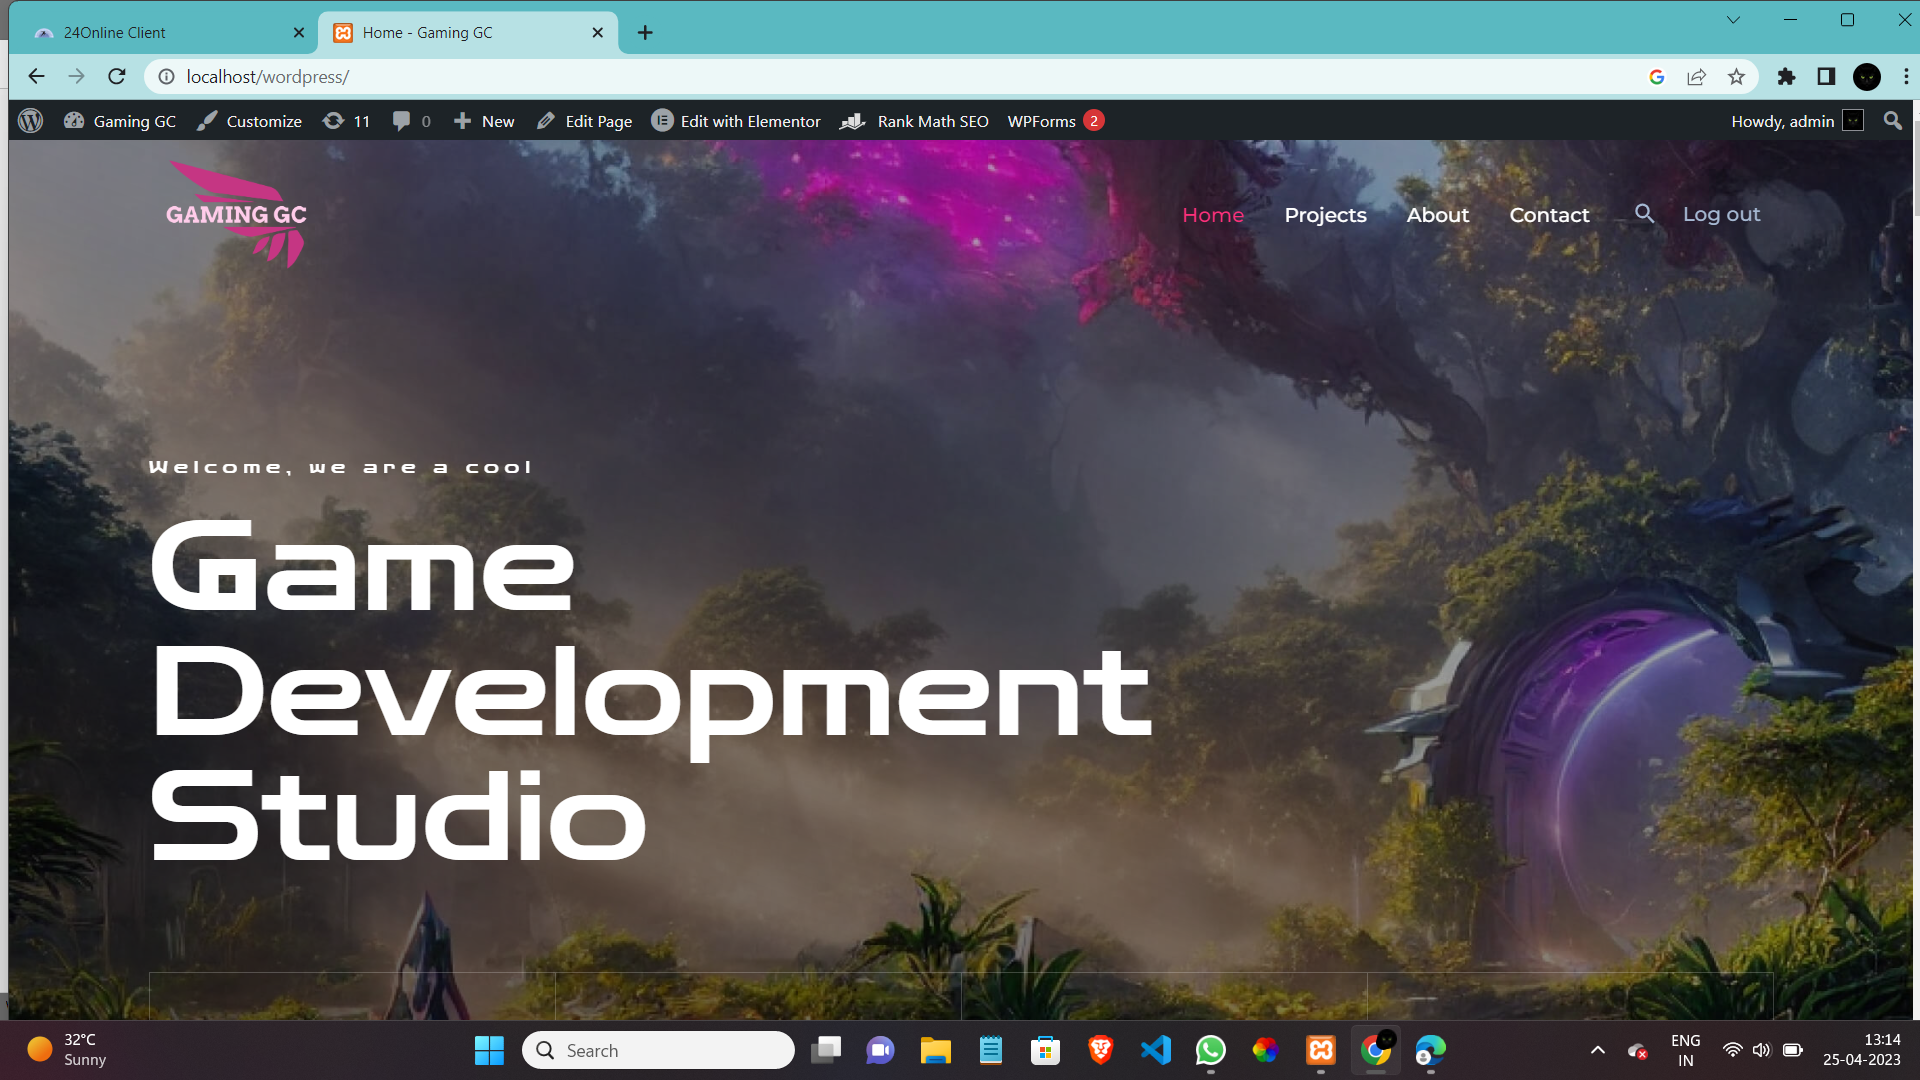 24Online Client
Home - Gaming GC
localhost/wordpress/
Gaming GC
Customize
11
0
New
Edit Page
Edit with Elementor
Rank Math SEO
WPForms 2
Howdy, admin
GAMING GC
Home
Projects
About
Contact
Log out
Welcome, we are a cool
Game
Development
Studio
32°C
Sunny
Search
ENG
IN
13:14
25-04-2023